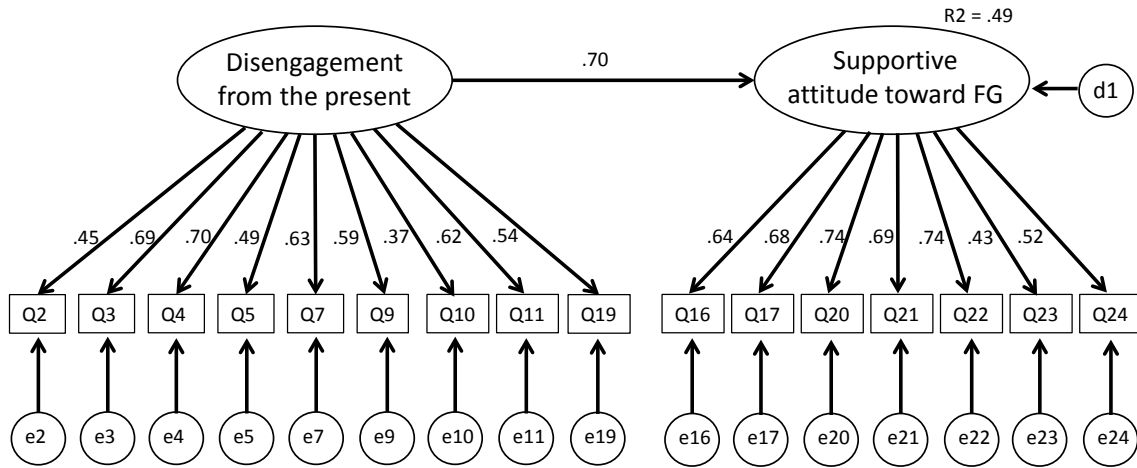 R2 = .49
Disengagement
from the present
.70
Supportive
attitude toward FG
d1
.45 .69 .70 .49 .63 .59 .37 .62 .54
.64 .68 .74 .69 .74 .43 .52
Q2 Q3 Q4 Q5 Q7 Q9 Q10 Q11 Q19
Q16 Q17 Q20 Q21 Q22 Q23 Q24
e2 e3 e4 e5 e7 e9 e10 e11 e19
e16 e17 e20 e21 e22 e23 e24